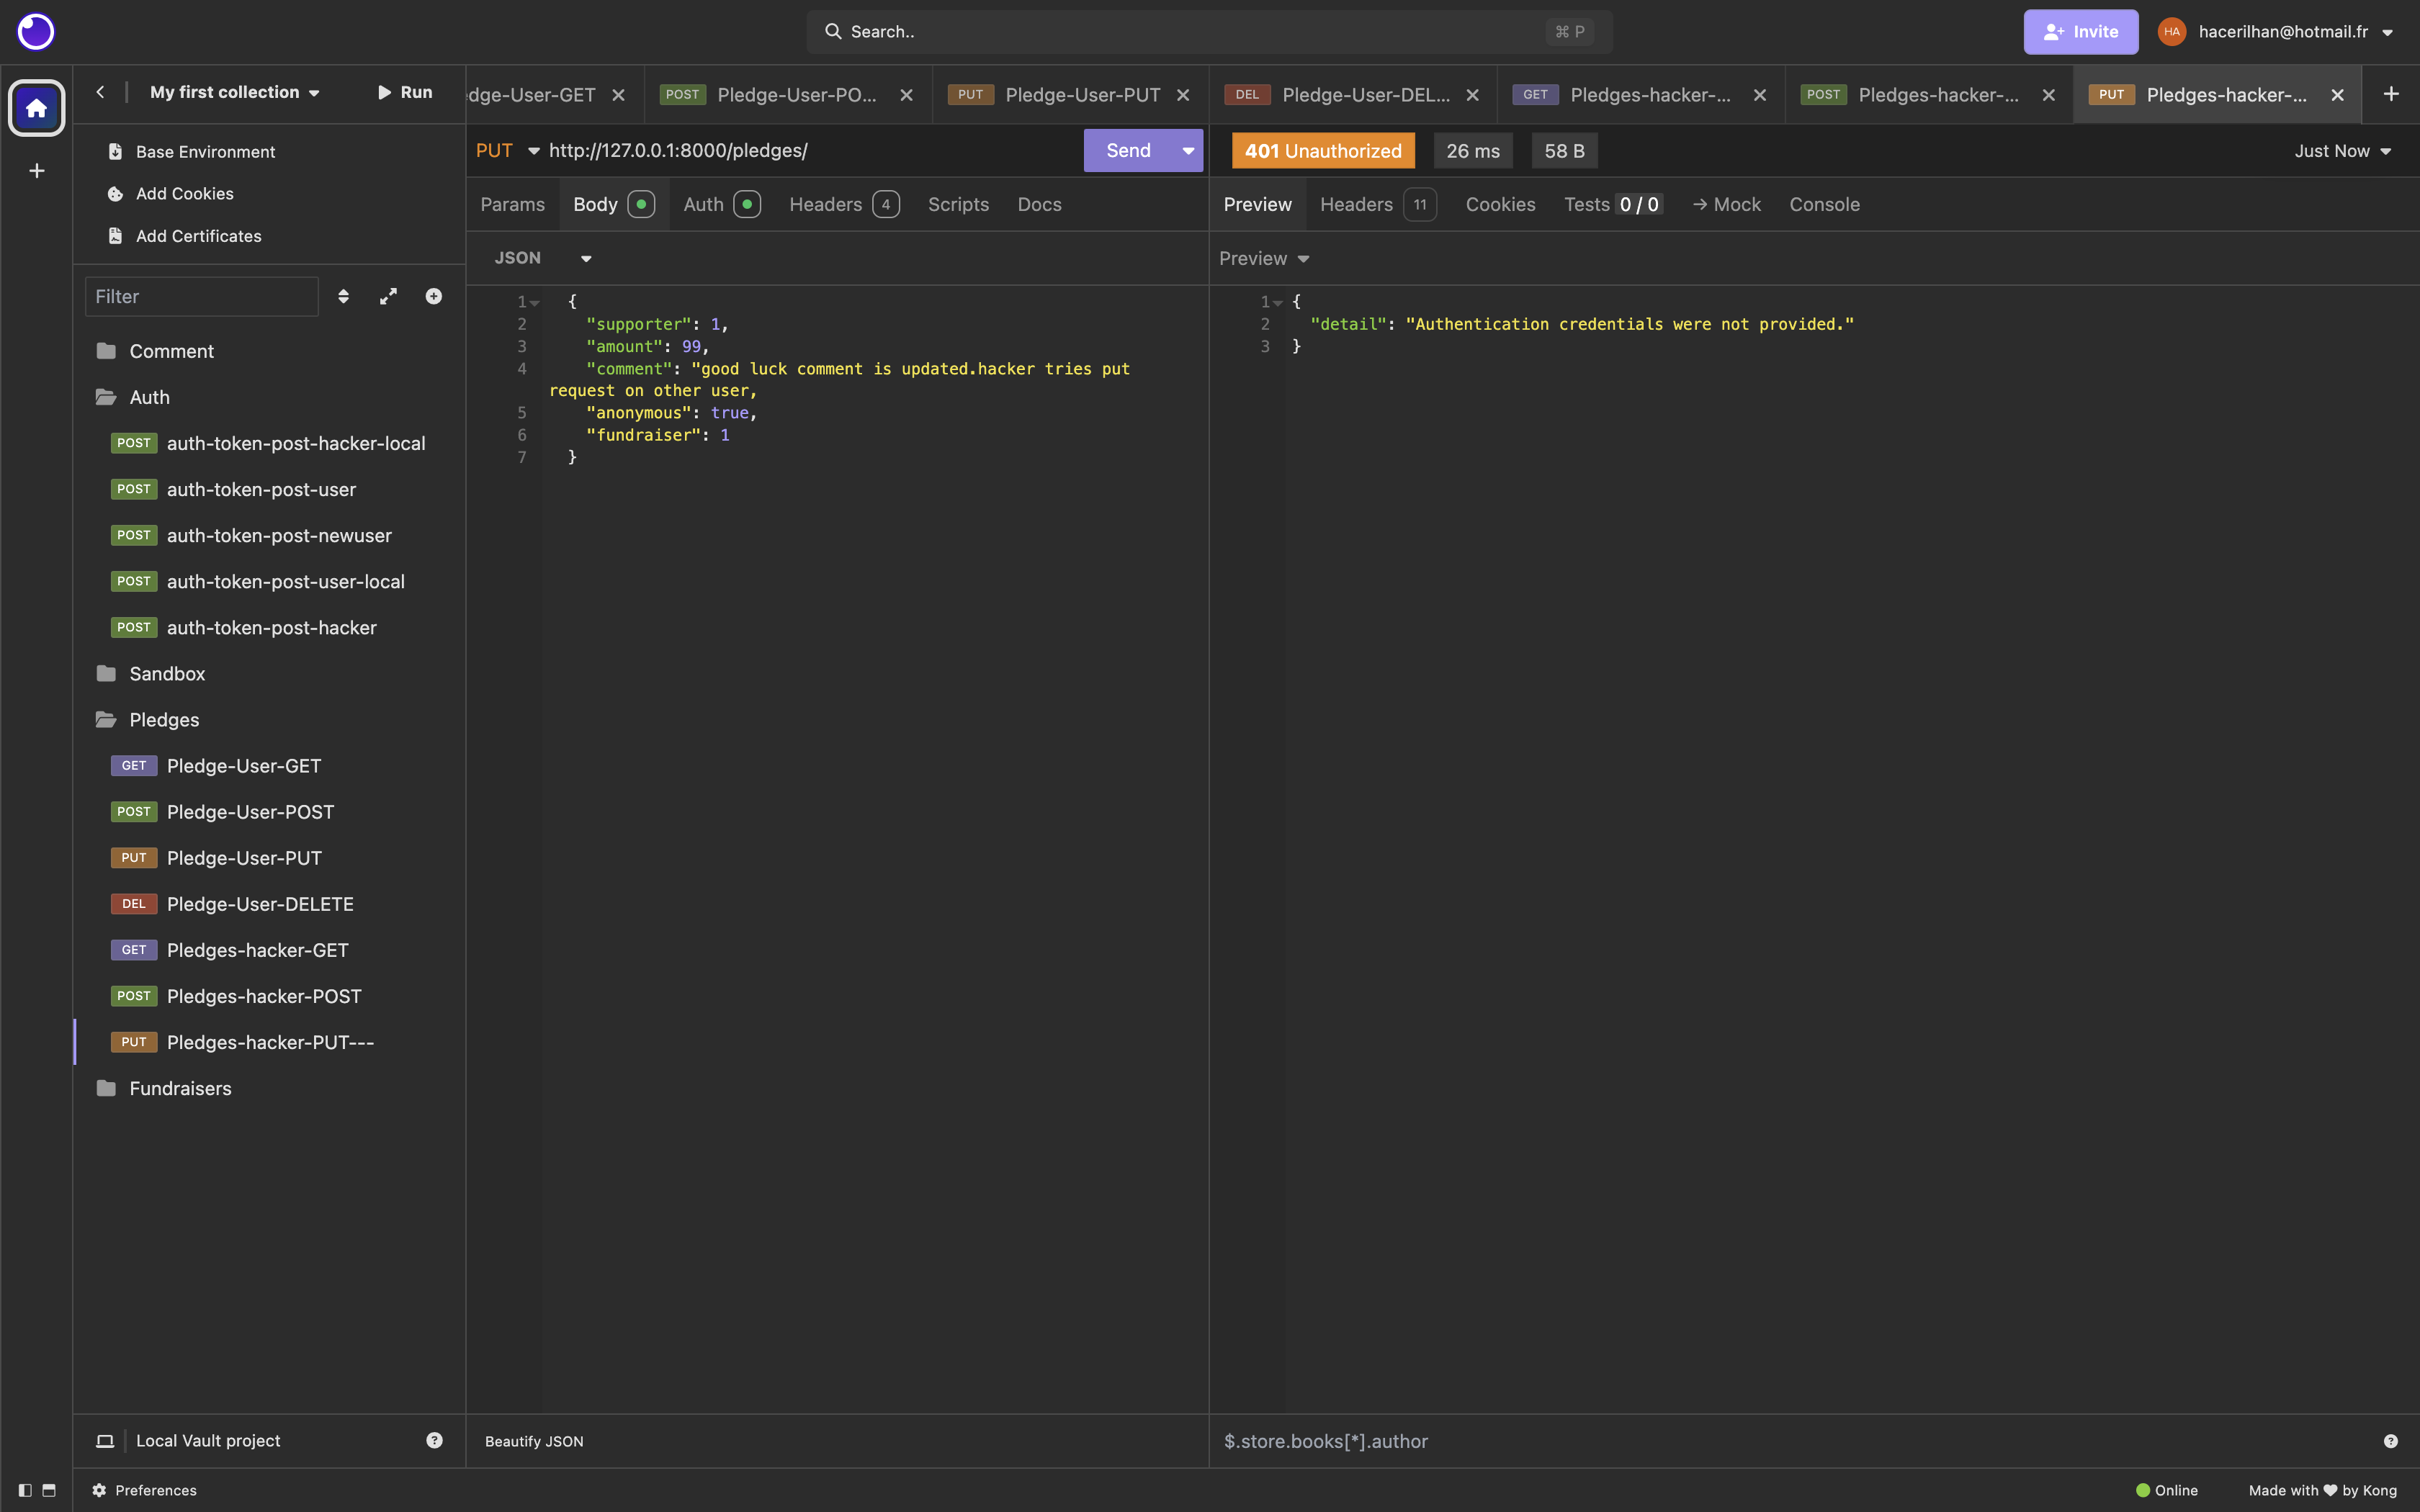 Search..
⌘ P
Invite
HA
hacerilhan@hotmail.fr
My first collection
Run
edge-User-GET
POST Pledge-User-PO...
PUT Pledge-User-PUT
DEL Pledge-User-DEL...
GET Pledges-hacker-...
POST Pledges-hacker-...
PUT Pledges-hacker-...
Base Environment
Add Cookies
Add Certificates
Filter
Comment
Auth
POST auth-token-post-hacker-local
POST auth-token-post-user
POST auth-token-post-newuser
POST auth-token-post-user-local
POST auth-token-post-hacker
Sandbox
Pledges
GET Pledge-User-GET
POST Pledge-User-POST
PUT Pledge-User-PUT
DEL Pledge-User-DELETE
GET Pledges-hacker-GET
POST Pledges-hacker-POST
PUT Pledges-hacker-PUT---
Fundraisers
Local Vault project
PUT http://127.0.0.1:8000/pledges/
Send
Params Body Auth Headers 4 Scripts Docs
JSON
1 {
2 "supporter": 1,
3 "amount": 99,
4 "comment": "good luck comment is updated.hacker tries put
request on other user,
5 "anonymous": true,
6 "fundraiser": 1
7 }
Beautify JSON
401 Unauthorized 26 ms 58 B
Just Now
Preview Headers 11 Cookies Tests 0 / 0 → Mock Console
Preview
1 {
2 "detail": "Authentication credentials were not provided."
3 }
$.store.books[*].author
Preferences
Online
Made with ♥ by Kong